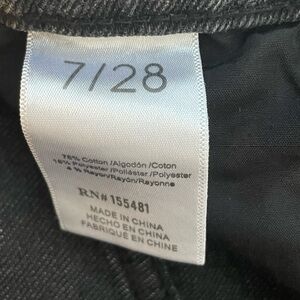 7/28
78% Cotton /Algodón /Coton
18% Polyester /Poliéster /Polyester
4 % Rayon/Rayón/Rayonne
RN# 155481
MADE IN CHINA
HECHO EN CHINA
FABRIQUÉ EN CHINE